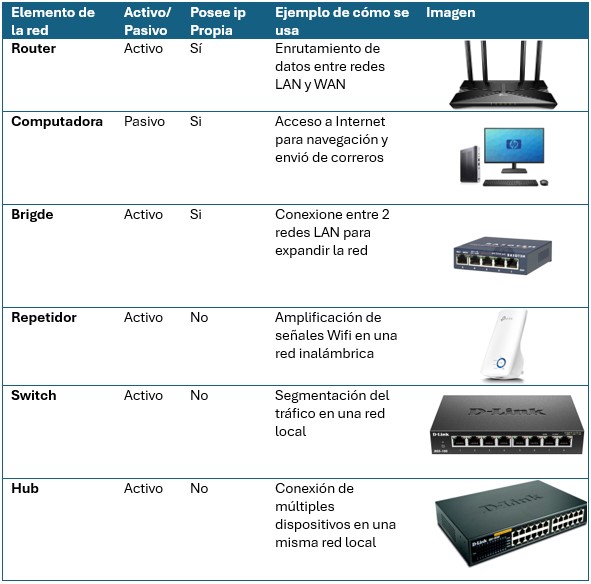 Elemento de la red Activo/ Pasivo Posee ip Propia Ejemplo de cómo se usa Imagen
Router Activo Sí Enrutamiento de datos entre redes LAN y WAN
Computadora Pasivo Si Acceso a Internet para navegación y envió de correros
hp
Brigde Activo Si Conexione entre 2 redes LAN para expandir la red
Repetidor Activo No Amplificación de señales Wifi en una red inalámbrica
Switch Activo No Segmentación del tráfico en una red local
D-Link
D-Link
Hub Activo No Conexión de múltiples dispositivos en una misma red local
D-Link
D-Link